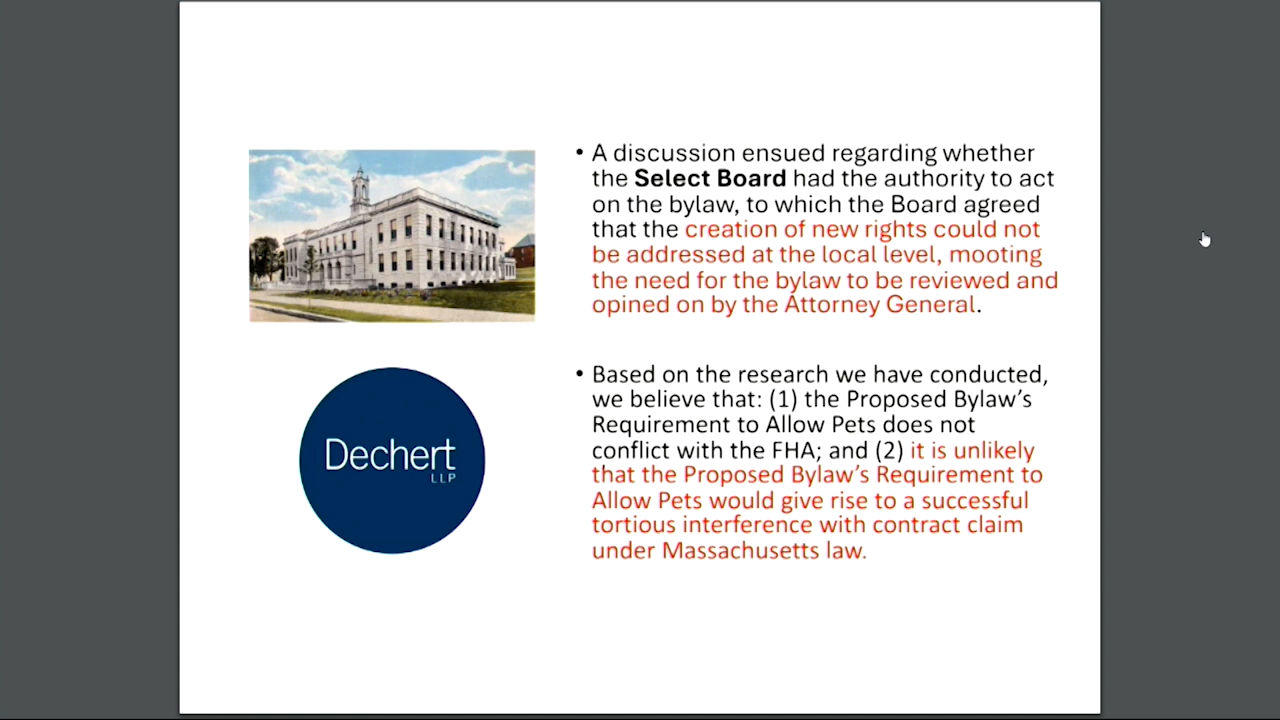 • A discussion ensued regarding whether
the Select Board had the authority to act
on the bylaw, to which the Board agreed
that the creation of new rights could not
be addressed at the local level, mooting
the need for the bylaw to be reviewed and
opined on by the Attorney General.
Dechert
LLP
• Based on the research we have conducted,
we believe that: (1) the Proposed Bylaw’s
Requirement to Allow Pets does not
conflict with the FHA; and (2) it is unlikely
that the Proposed Bylaw’s Requirement to
Allow Pets would give rise to a successful
tortious interference with contract claim
under Massachusetts law.